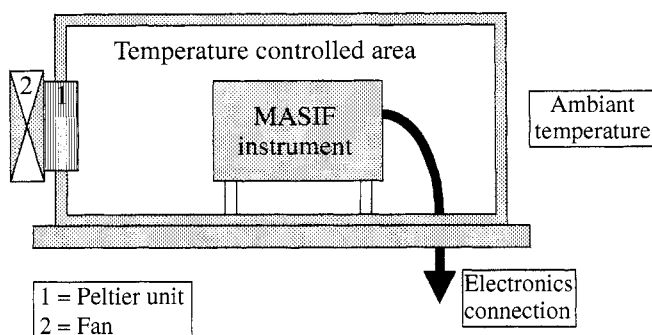 Temperature controlled area
2
1
MASIF
instrument
Ambiant
temperature
1 = Peltier unit
2 = Fan
Electronics
connection